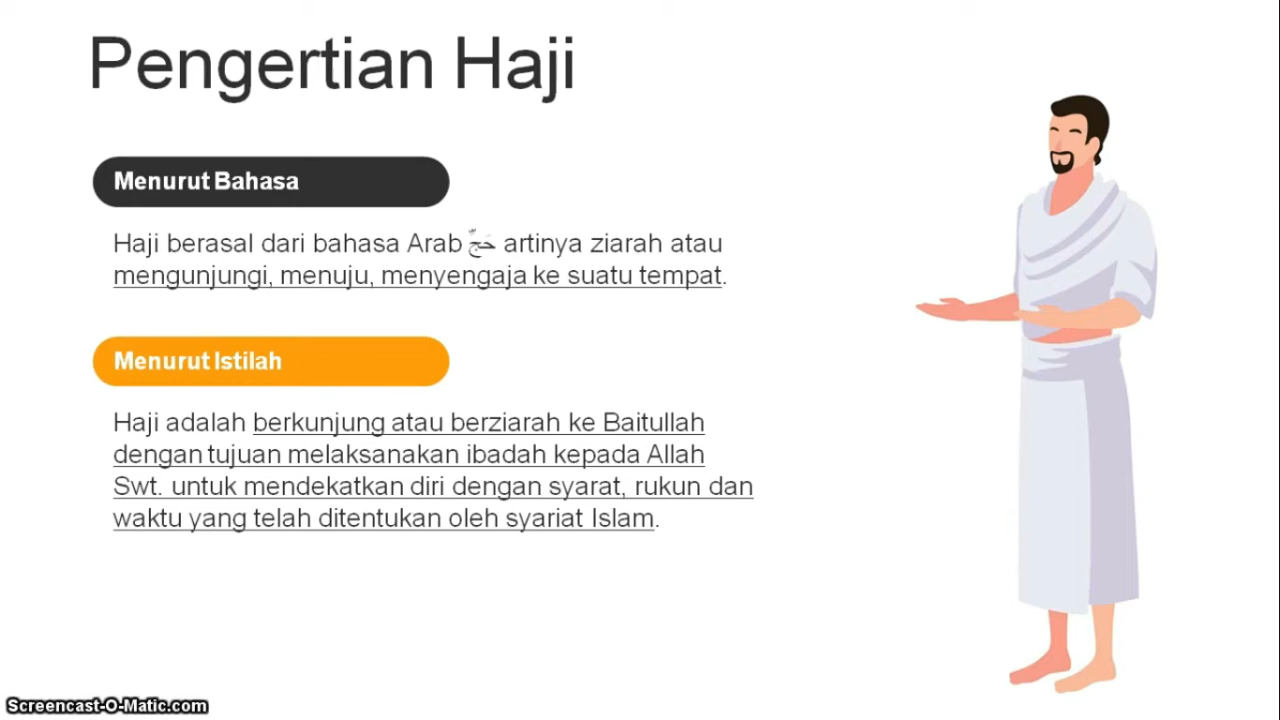 Pengertian Haji
Menurut Bahasa
Haji berasal dari bahasa Arab حَجّ artinya ziarah atau
mengunjungi, menuju, menyengaja ke suatu tempat.
Menurut Istilah
Haji adalah berkunjung atau berziarah ke Baitullah
dengan tujuan melaksanakan ibadah kepada Allah
Swt. untuk mendekatkan diri dengan syarat, rukun dan
waktu yang telah ditentukan oleh syariat Islam.
Screencast-O-Matic.com